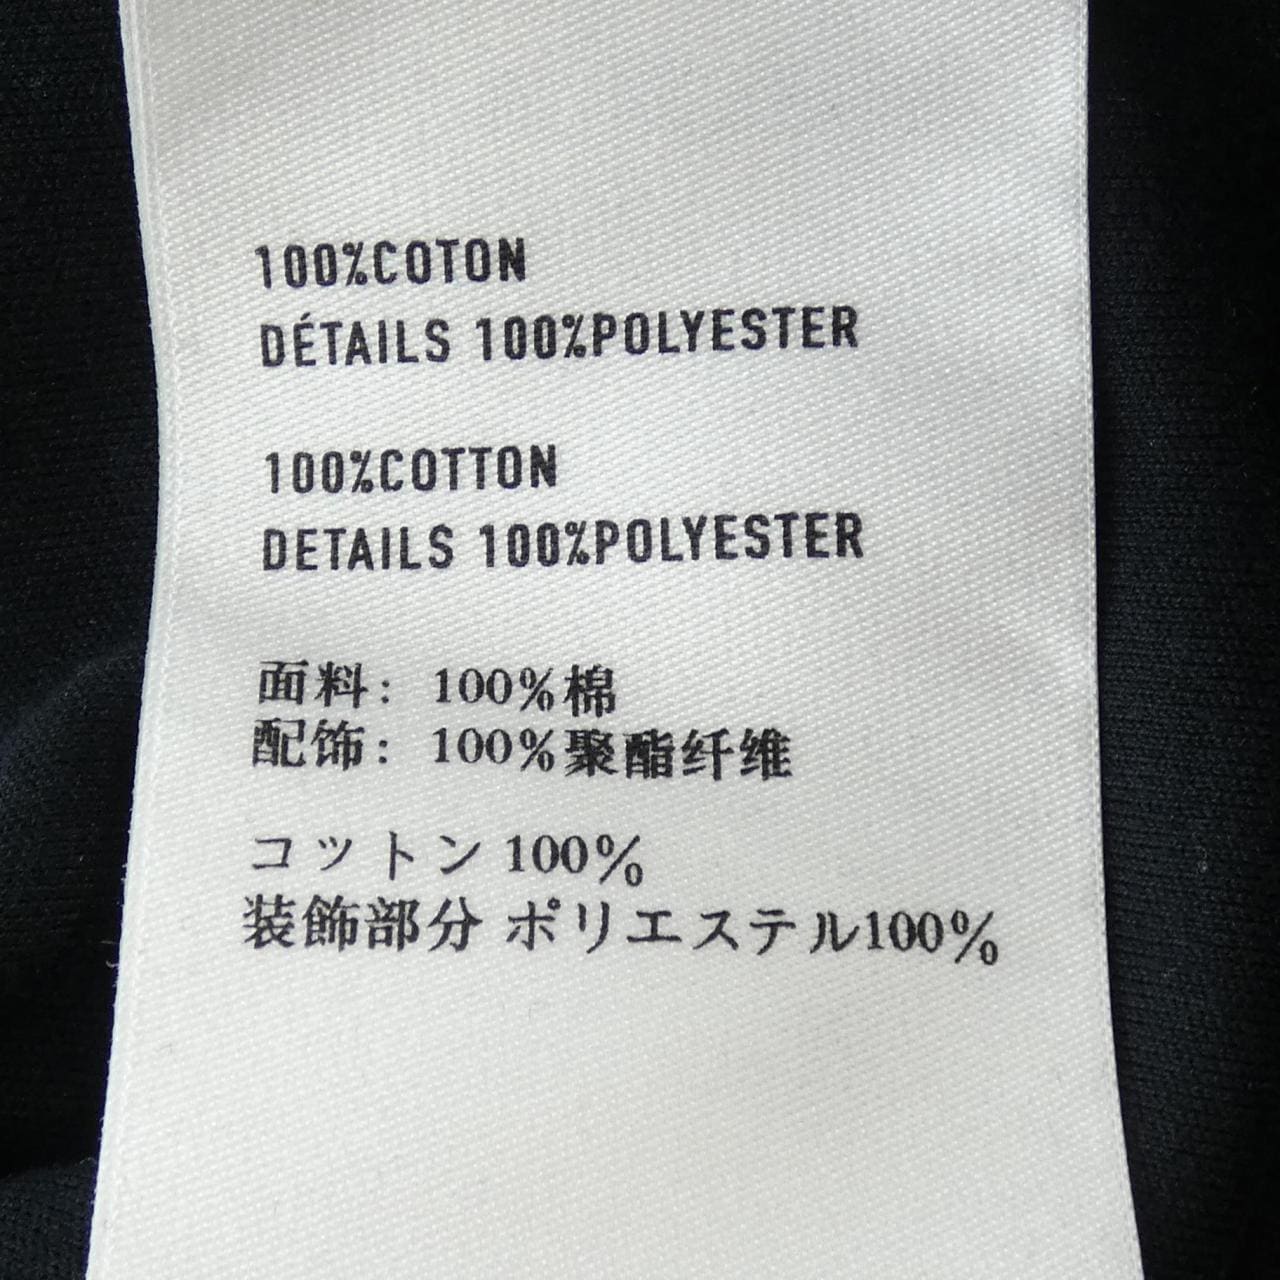 100%COTON
DÉTAILS 100%POLYESTER
100%COTTON
DETAILS 100%POLYESTER
面料: 100%棉
配饰: 100%聚酯纤维
コットン 100%
装飾部分 ポリエステル100%